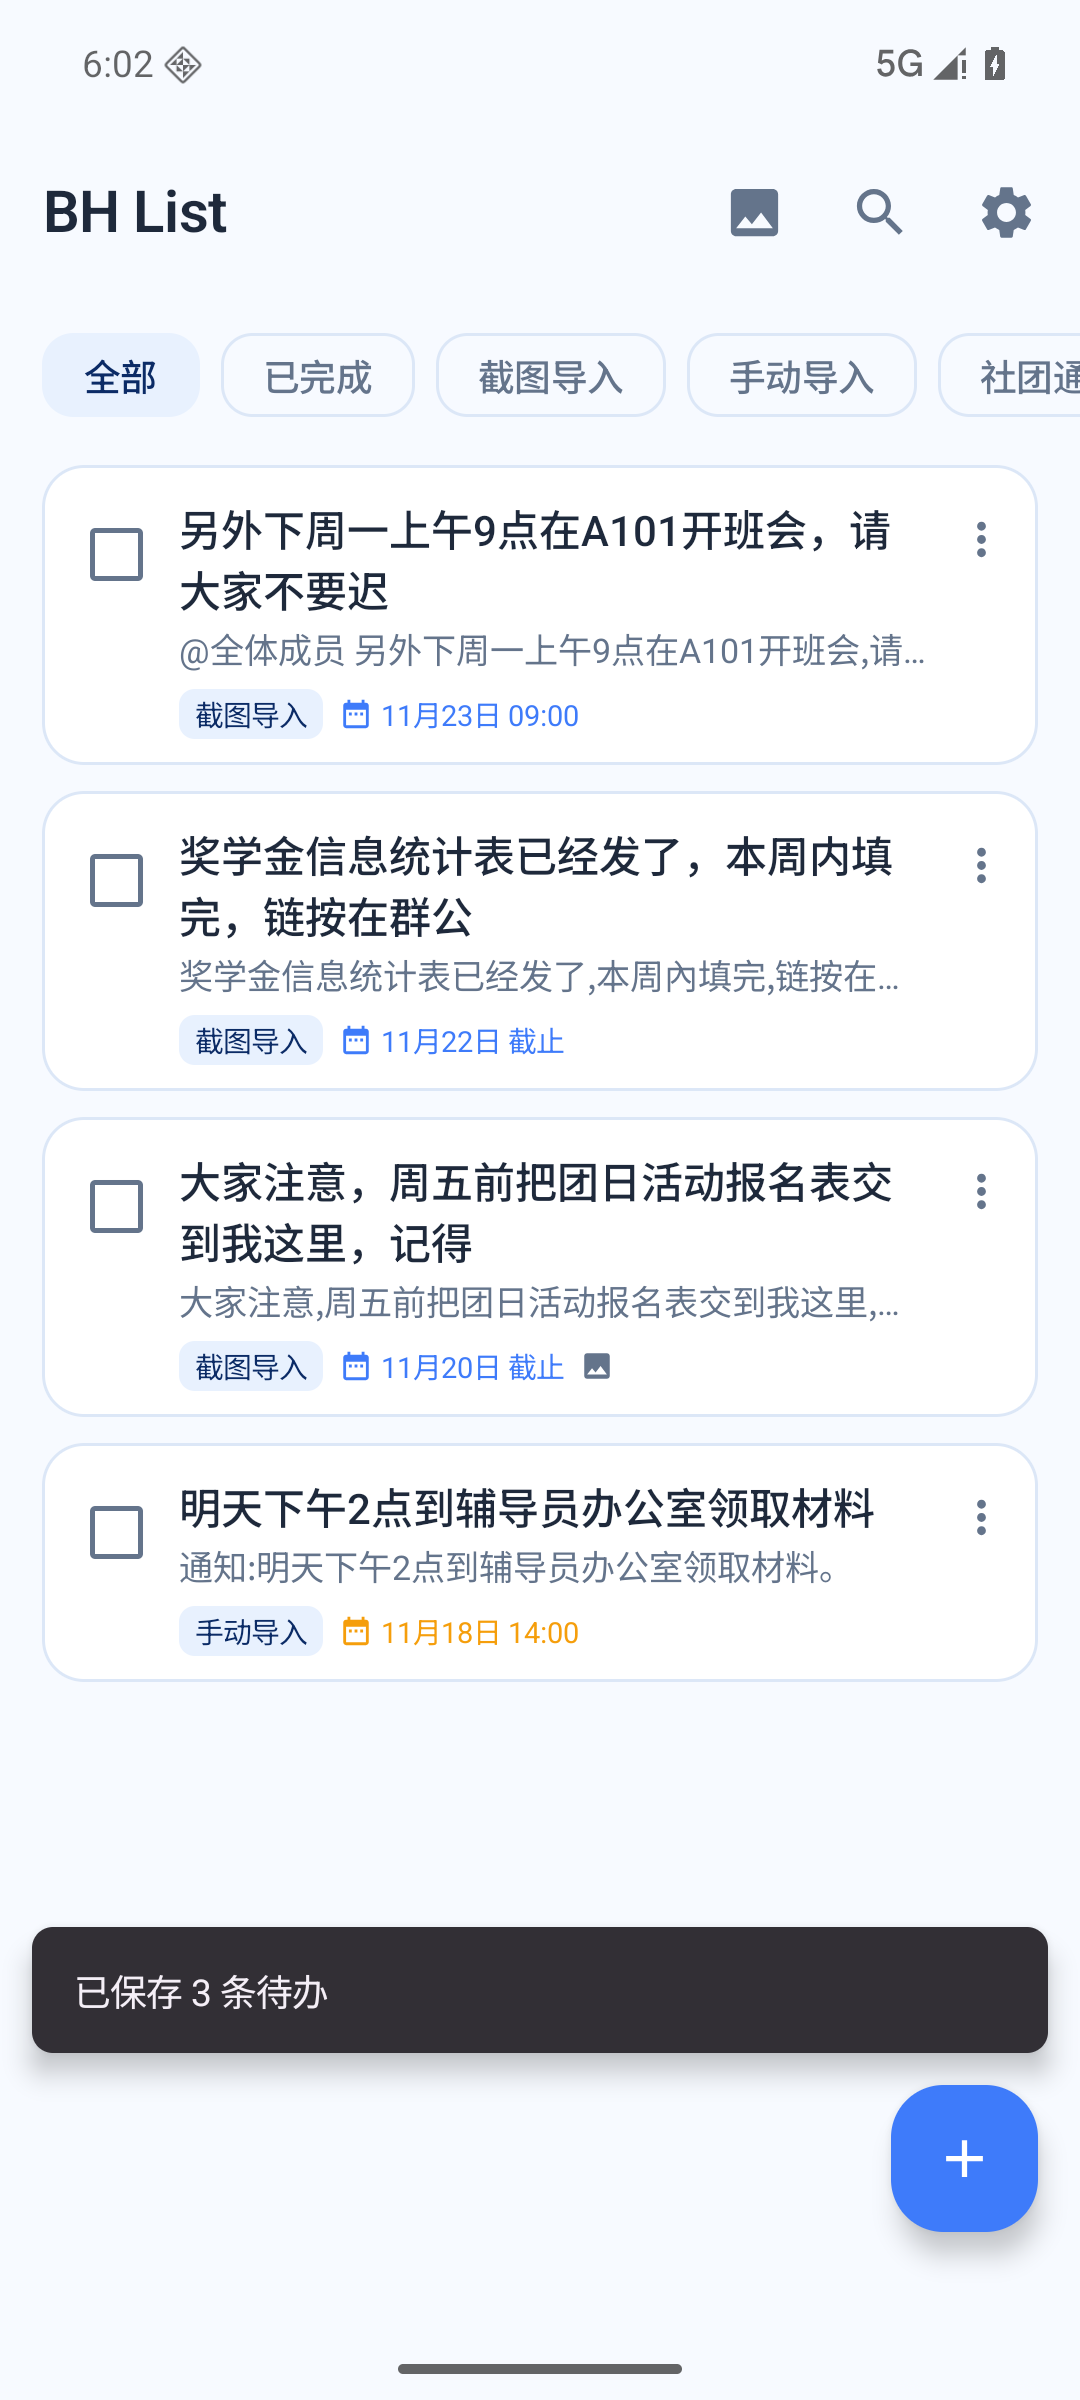 6:02
5G
BH List
全部
已完成
截图导入
手动导入
社团通
另外下周一上午9点在A101开班会，请
大家不要迟
@全体成员 另外下周一上午9点在A101开班会,请...
截图导入
11月23日 09:00
奖学金信息统计表已经发了，本周内填
完，链按在群公
奖学金信息统计表已经发了,本周內填完,链按在...
截图导入
11月22日 截止
大家注意，周五前把团日活动报名表交
到我这里，记得
大家注意,周五前把团日活动报名表交到我这里,...
截图导入
11月20日 截止
明天下午2点到辅导员办公室领取材料
通知:明天下午2点到辅导员办公室领取材料。
手动导入
11月18日 14:00
已保存 3 条待办